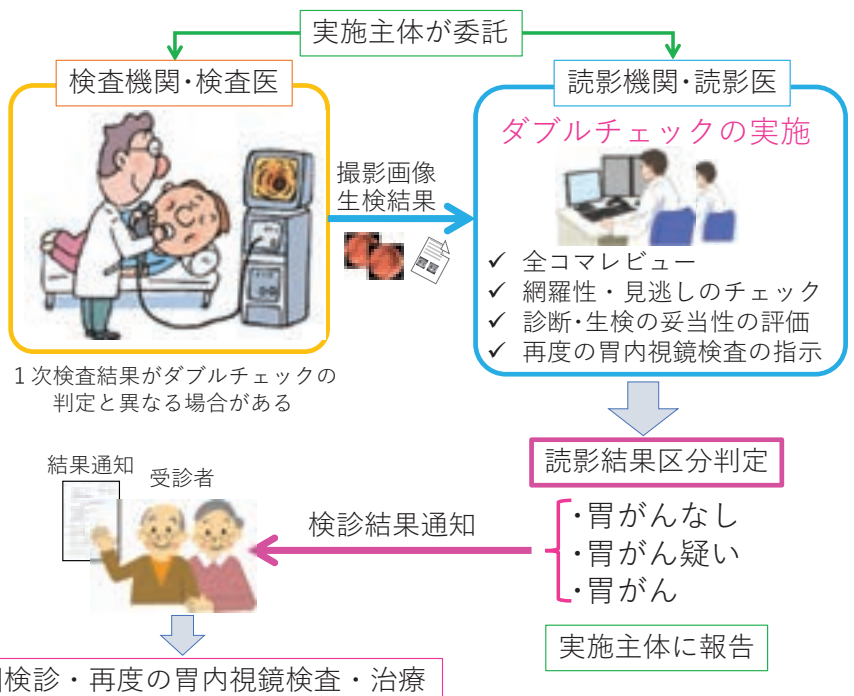 実施主体が委託
検査機関・検査医
読影機関・読影医
ダブルチェックの実施
撮影画像
生検結果
✓ 全コマレビュー
✓ 網羅性・見逃しのチェック
✓ 診断・生検の妥当性の評価
✓ 再度の胃内視鏡検査の指示
1次検査結果がダブルチェックの
判定と異なる場合がある
読影結果区分判定
結果通知
受診者
検診結果通知
・胃がんなし
・胃がん疑い
・胃がん
実施主体に報告
検診・再度の胃内視鏡検査・治療